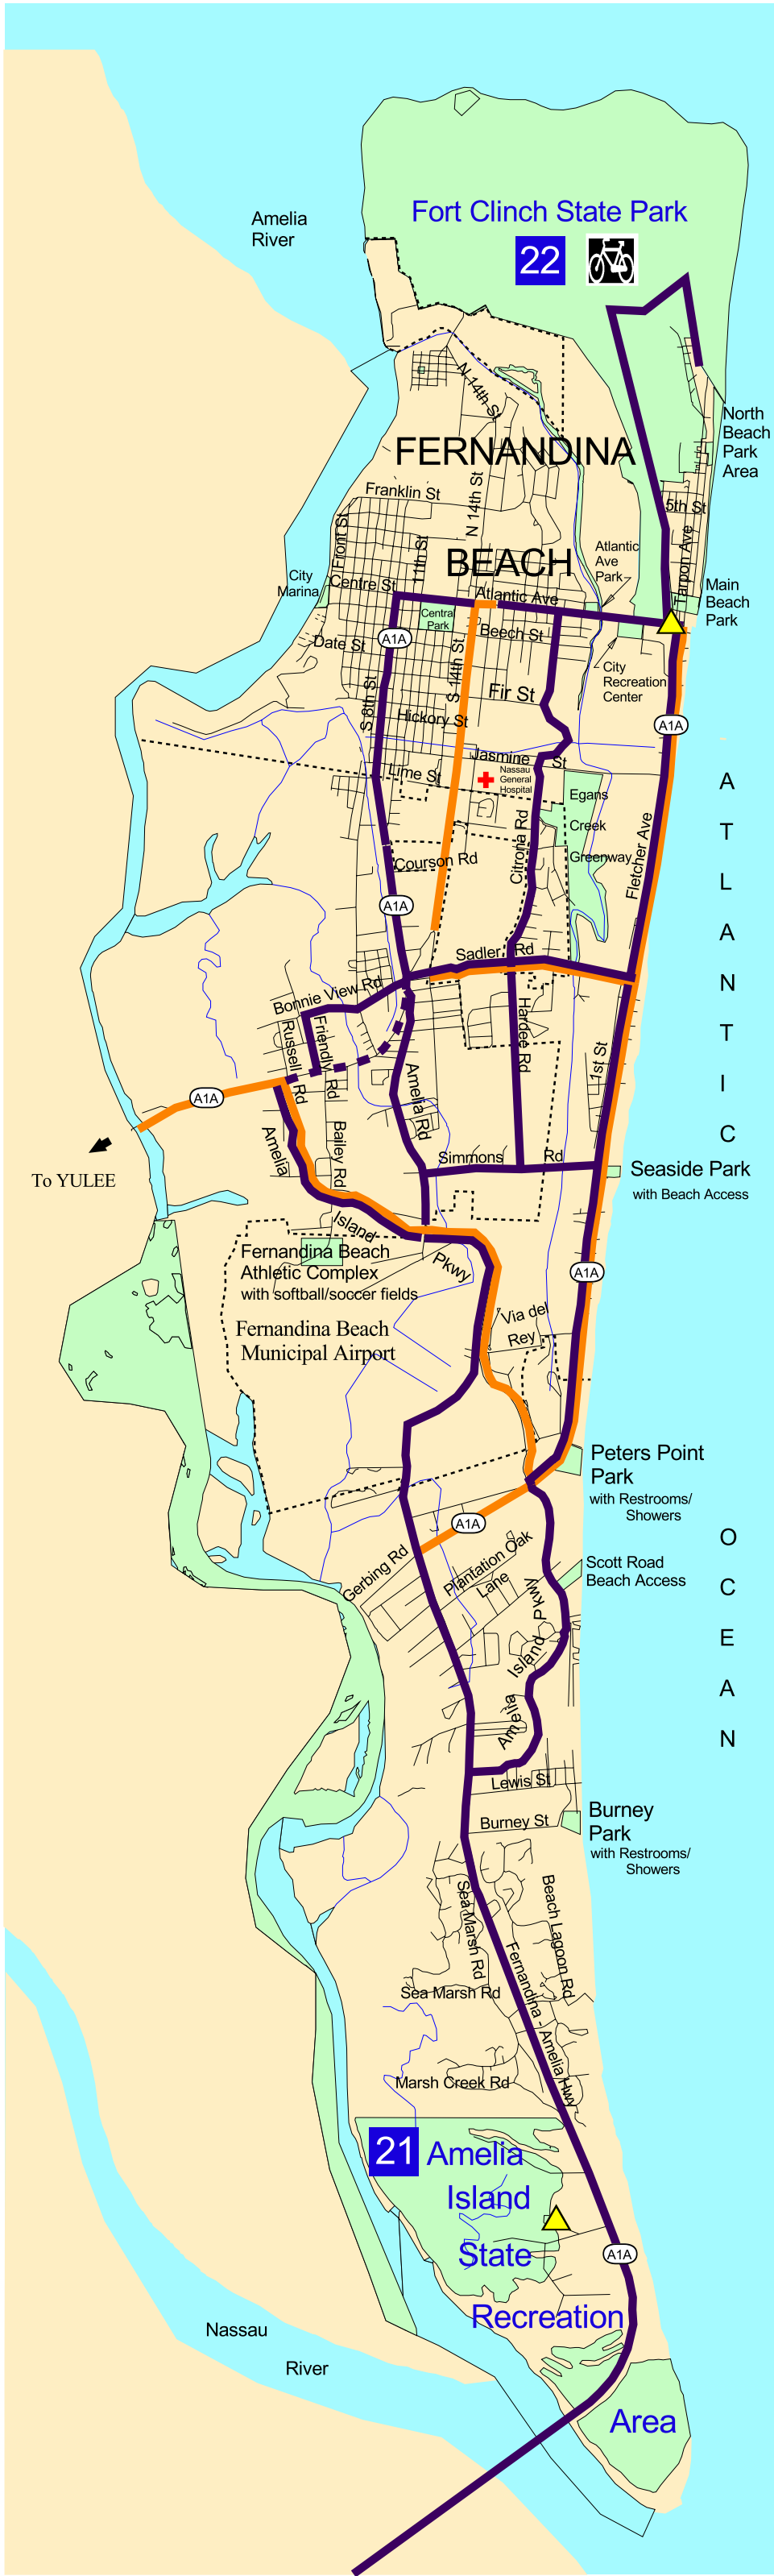 Amelia
River
Fort Clinch State Park
22
N 14th St
North
Beach
Park
Area
FERNANDINA
Franklin St
N 14th St
5th St
Front St
11th St
BEACH
Atlantic
Ave
Park
Tarpon Ave
City
Marina
Centre St
Atlantic Ave
Main
Beach
Park
Central
Park
Beech St
A1A
Date St
S 14th St
City
Recreation
Center
Fir St
S 8th St
Hickory St
A1A
Jasmine St
Lime St
Nassau
General
Hospital
Egans
Creek
Greenway
ATLANTIC
Citrona Rd
Fletcher Ave
Courson Rd
A1A
Sadler Rd
Bonnie View Rd
Russell Rd
Friendly Rd
Hardee Rd
1st St
A1A
Amelia Rd
To YULEE
Bailey Rd
Simmons Rd
Seaside Park
with Beach Access
Amelia
Island
Pkwy
Fernandina Beach
Athletic Complex
with softball/soccer fields
A1A
Fernandina Beach
Municipal Airport
Via del
Rey
Peters Point
Park
with Restrooms/
Showers
A1A
OCEAN
Gerbing Rd
Plantation Oak
Lane
Scott Road
Beach Access
Amelia Island Pkwy
Lewis St
Burney St
Burney
Park
with Restrooms/
Showers
Sea Marsh Rd
Beach Lagoon Rd
Sea Marsh Rd
Fernandina - Amelia Hwy
Marsh Creek Rd
21 Amelia
Island
State
A1A
Recreation
Nassau
River
Area